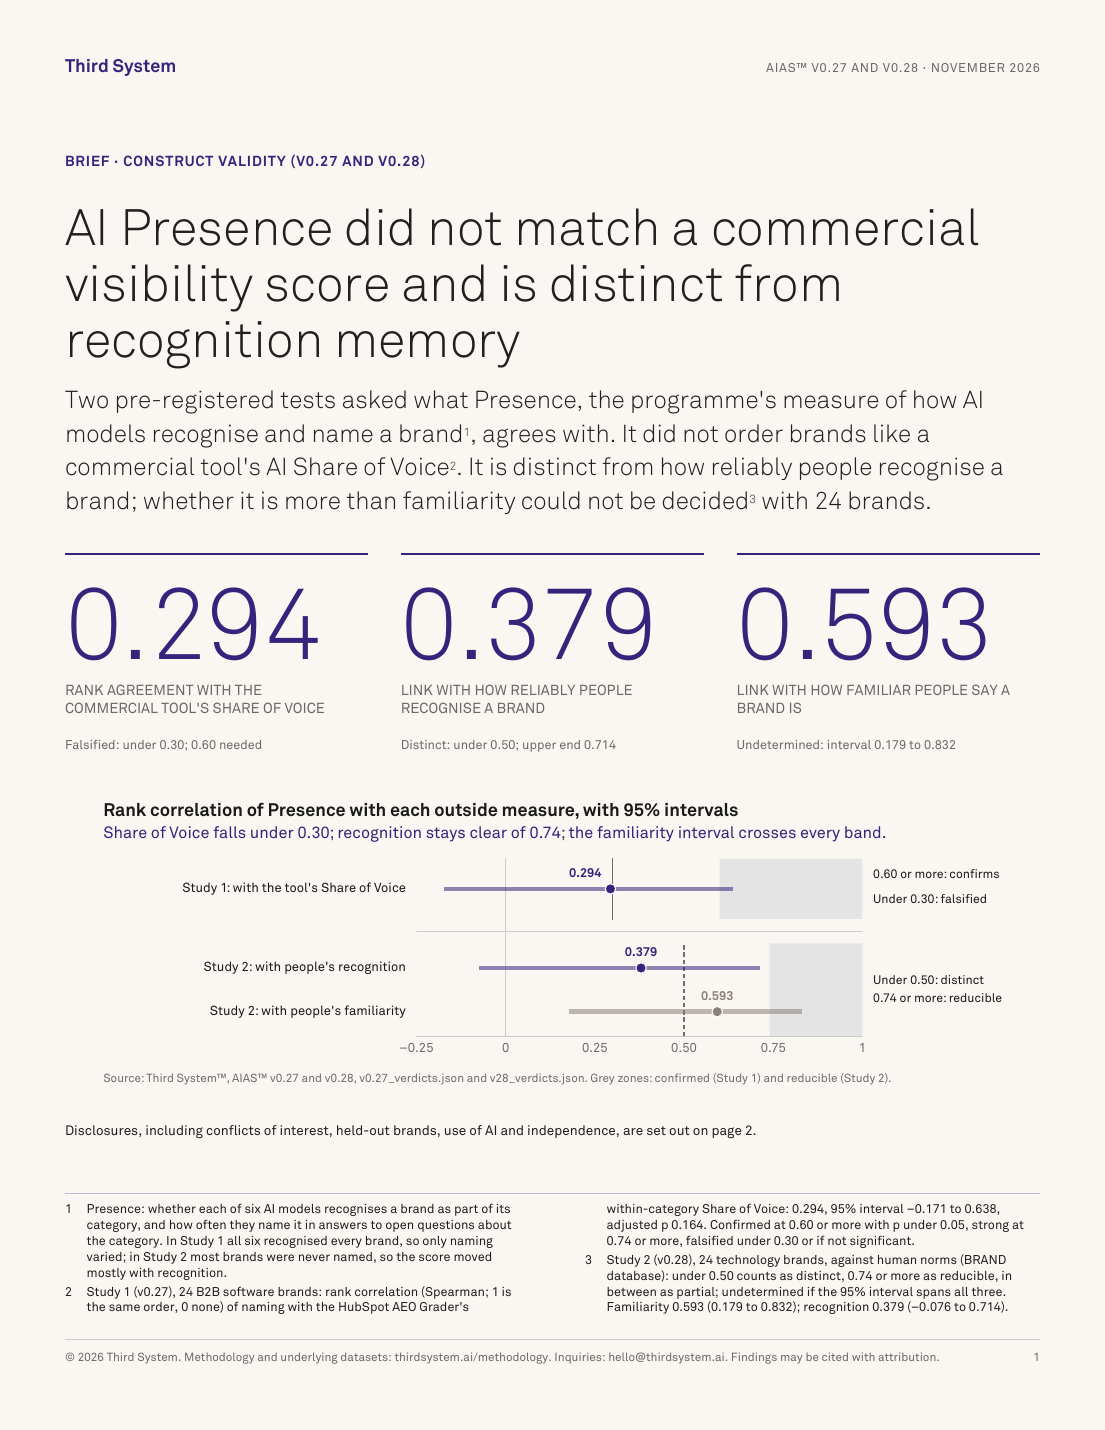 Third System
AIAS™ V0.27 AND V0.28 · NOVEMBER 2026
BRIEF · CONSTRUCT VALIDITY (V0.27 AND V0.28)
AI Presence did not match a commercial
visibility score and is distinct from
recognition memory
Two pre-registered tests asked what Presence, the programme's measure of how AI
models recognise and name a brand¹, agrees with. It did not order brands like a
commercial tool's AI Share of Voice². It is distinct from how reliably people recognise a
brand; whether it is more than familiarity could not be decided³ with 24 brands.
0.294
RANK AGREEMENT WITH THE
COMMERCIAL TOOL'S SHARE OF VOICE
Falsified: under 0.30; 0.60 needed
0.379
LINK WITH HOW RELIABLY PEOPLE
RECOGNISE A BRAND
Distinct: under 0.50; upper end 0.714
0.593
LINK WITH HOW FAMILIAR PEOPLE SAY A
BRAND IS
Undetermined: interval 0.179 to 0.832
Rank correlation of Presence with each outside measure, with 95% intervals
Share of Voice falls under 0.30; recognition stays clear of 0.74; the familiarity interval crosses every band.
Study 1: with the tool's Share of Voice
0.294
0.60 or more: confirms
Under 0.30: falsified
Study 2: with people's recognition
0.379
Study 2: with people's familiarity
0.593
Under 0.50: distinct
0.74 or more: reducible
−0.25 0 0.25 0.50 0.75 1
Source: Third System™, AIAS™ v0.27 and v0.28, v0.27_verdicts.json and v28_verdicts.json. Grey zones: confirmed (Study 1) and reducible (Study 2).
Disclosures, including conflicts of interest, held-out brands, use of AI and independence, are set out on page 2.
1 Presence: whether each of six AI models recognises a brand as part of its
category, and how often they name it in answers to open questions about
the category. In Study 1 all six recognised every brand, so only naming
varied; in Study 2 most brands were never named, so the score moved
mostly with recognition.
2 Study 1 (v0.27), 24 B2B software brands: rank correlation (Spearman; 1 is
the same order, 0 none) of naming with the HubSpot AEO Grader's
within-category Share of Voice: 0.294, 95% interval −0.171 to 0.638,
adjusted p 0.164. Confirmed at 0.60 or more with p under 0.05, strong at
0.74 or more, falsified under 0.30 or if not significant.
3 Study 2 (v0.28), 24 technology brands, against human norms (BRAND
database): under 0.50 counts as distinct, 0.74 or more as reducible, in
between as partial; undetermined if the 95% interval spans all three.
Familiarity 0.593 (0.179 to 0.832); recognition 0.379 (−0.076 to 0.714).
© 2026 Third System. Methodology and underlying datasets: thirdsystem.ai/methodology. Inquiries: hello@thirdsystem.ai. Findings may be cited with attribution.
1